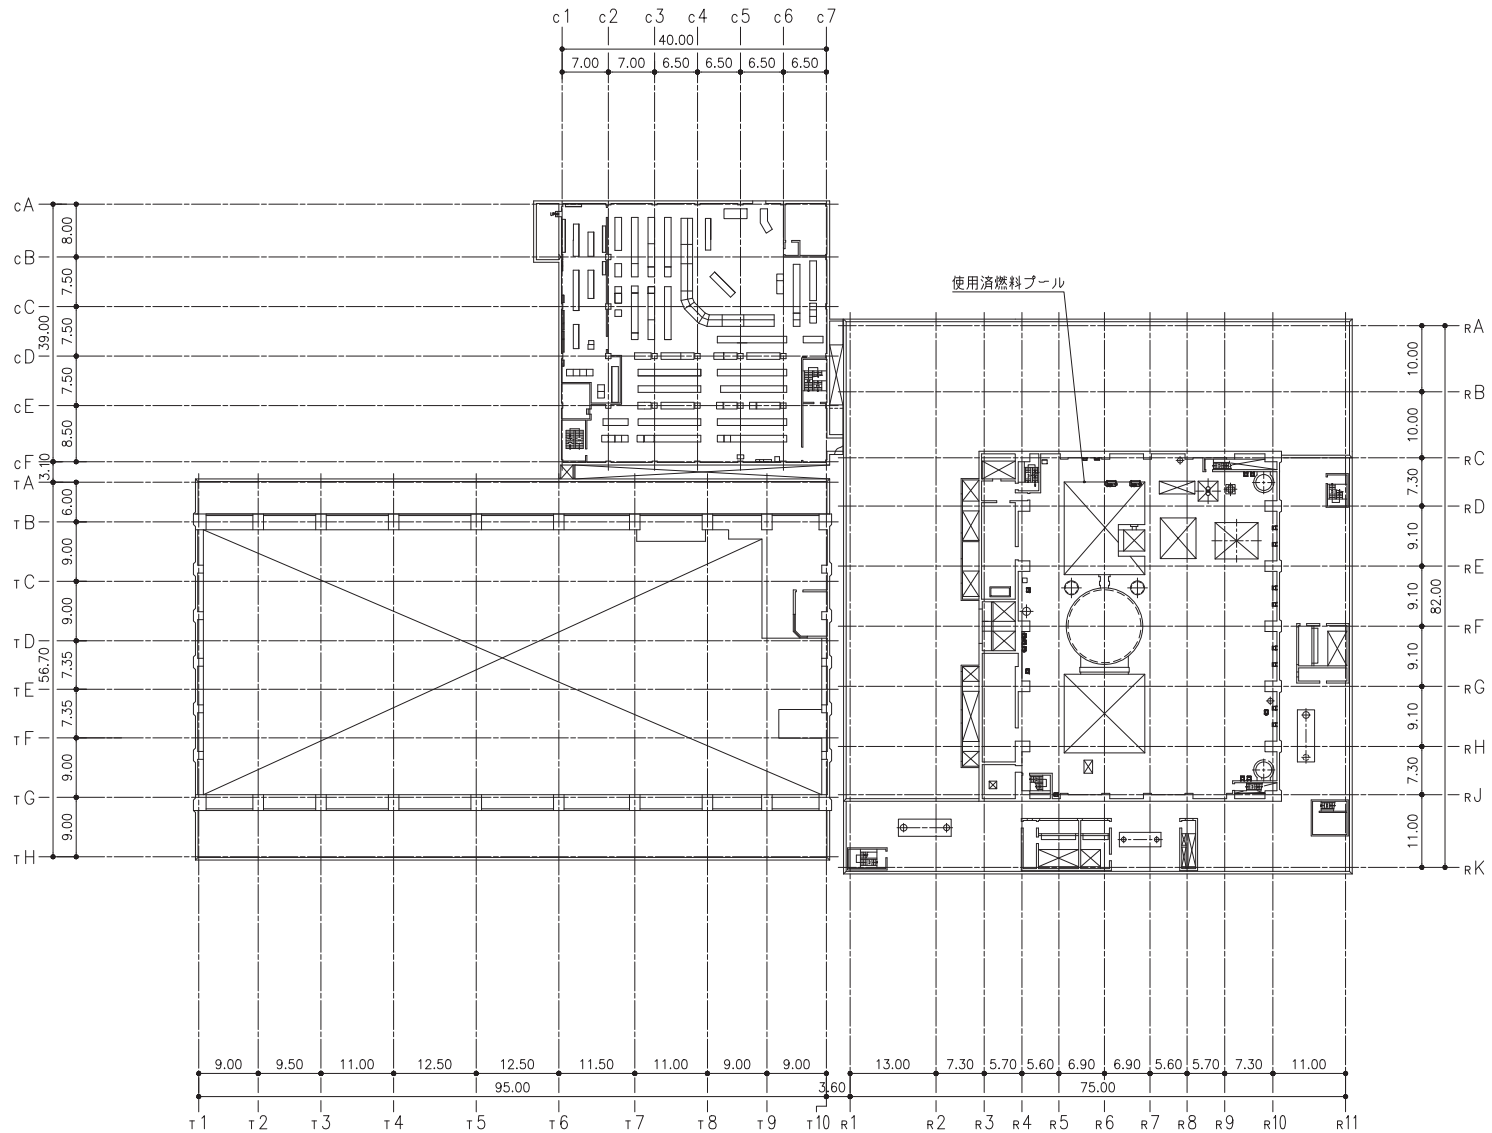 c1 c2 c3 c4 c5 c6 c7
40.00
7.00 7.00 6.50 6.50 6.50 6.50
cA
8.00
cB
7.50
cC
7.50
39.00
cD
7.50
cE
8.50
cF
3.10
TA
6.00
TB
9.00
TC
9.00
TD
7.35
56.70
TE
7.35
TF
9.00
TG
9.00
TH
使用済燃料プール
RA
10.00
RB
10.00
RC
7.30
RD
9.10
RE
9.10
82.00
RF
9.10
RG
9.10
RH
7.30
RJ
11.00
RK
9.00 9.50 11.00 12.50 12.50 11.50 11.00 9.00 9.00 13.00 7.30 5.70 5.60 6.90 6.90 5.60 5.70 7.30 11.00
95.00 3.60 75.00
T1 T2 T3 T4 T5 T6 T7 T8 T9 T10 R1 R2 R3 R4 R5 R6 R7 R8 R9 R10 R11